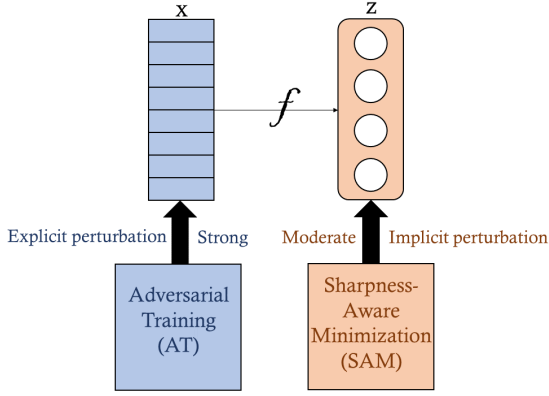 x
z
f
Explicit perturbation
Strong
Moderate
Implicit perturbation
Adversarial
Training
(AT)
Sharpness-
Aware
Minimization
(SAM)